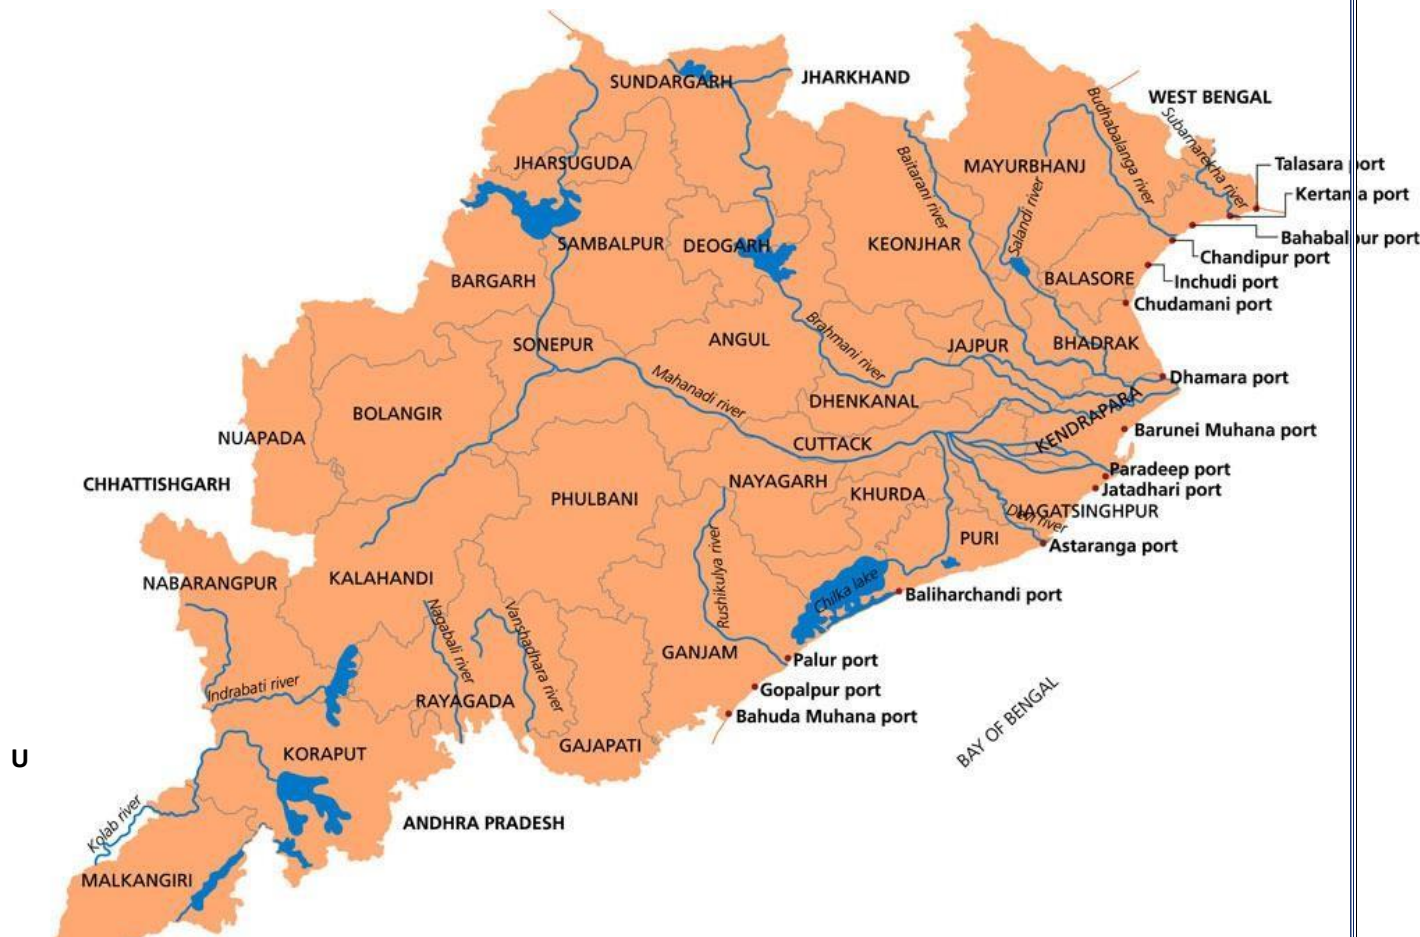 SUNDARGARH
JHARKHAND
WEST BENGAL
Budhabalanga river
Subarnarekha river
JHARSUGUDA
Baitarani river
MAYURBHANJ
Talasara port
Kertania port
Salandi river
SAMBALPUR
DEOGARH
KEONJHAR
Bahabalpur port
Chandipur port
BARGARH
BALASORE
Inchudi port
Chudamani port
SONEPUR
ANGUL
Brahmani river
JAJPUR
BHADRAK
Mahanadi river
Dhamara port
BOLANGIR
DHENKANAL
KENDRAPARA
NUAPADA
CUTTACK
Barunei Muhana port
CHHATTISHGARH
PHULBANI
NAYAGARH
KHURDA
Paradeep port
Jatadhari port
JAGATSINGHPUR
Devi river
PURI
Astaranga port
NABARANGPUR
KALAHANDI
Nagabali river
Vanshadhara river
Rushikulya river
Chilka lake
Baliharchandi port
GANJAM
Palur port
Indrabati river
RAYAGADA
Gopalpur port
Bahuda Muhana port
BAY OF BENGAL
KORAPUT
GAJAPATI
U
Kolab river
ANDHRA PRADESH
MALKANGIRI